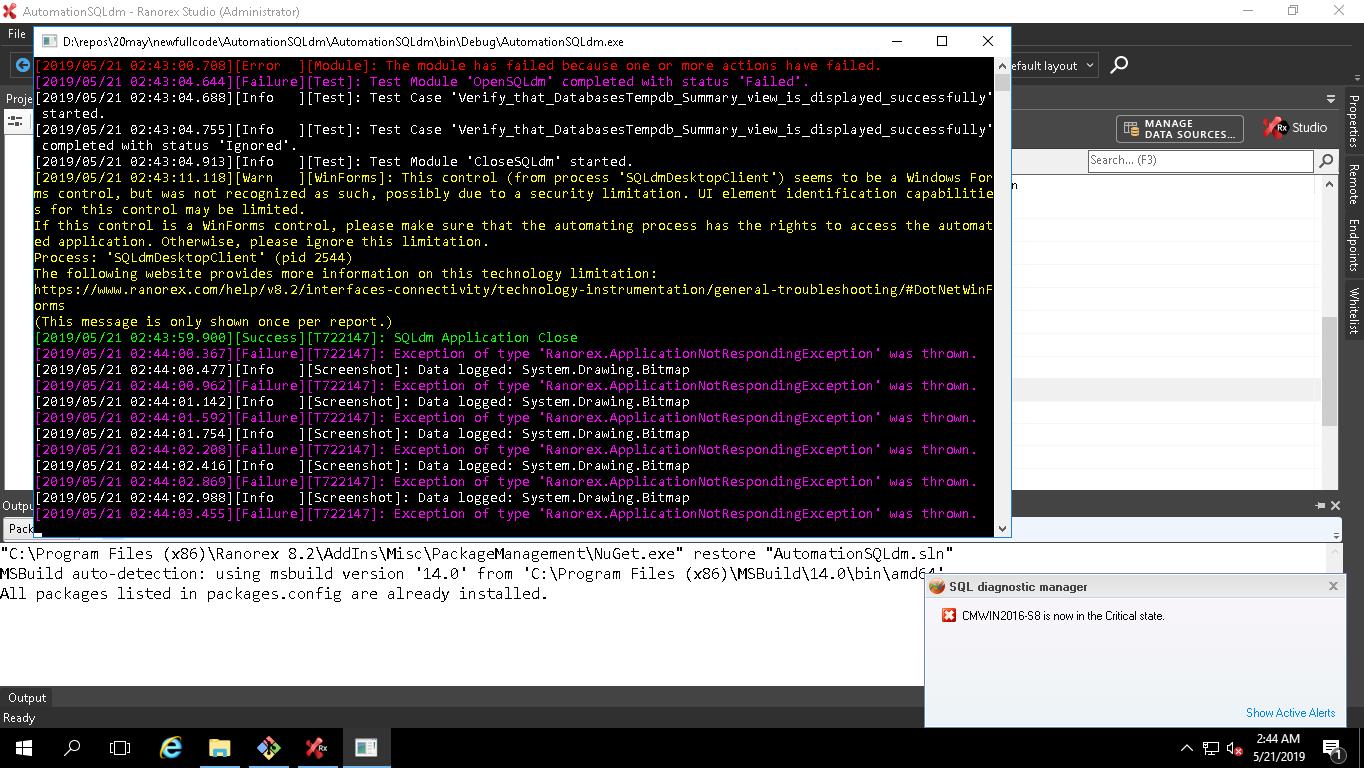 AutomationSQLdm - Ranorex Studio (Administrator)
File
D:\repos\20may\newfullcode\AutomationSQLdm\AutomationSQLdm\bin\Debug\AutomationSQLdm.exe
efault layout
Proje
[2019/05/21 02:43:00.708][Error  ][Module]: The module has failed because one or more actions have failed.
[2019/05/21 02:43:04.644][Failure][Test]: Test Module 'OpenSQLdm' completed with status 'Failed'.
[2019/05/21 02:43:04.688][Info   ][Test]: Test Case 'Verify_that_DatabasesTempdb_Summary_view_is_displayed_successfully'
started.
[2019/05/21 02:43:04.755][Info   ][Test]: Test Case 'Verify_that_DatabasesTempdb_Summary_view_is_displayed_successfully'
completed with status 'Ignored'.
[2019/05/21 02:43:04.913][Info   ][Test]: Test Module 'CloseSQLdm' started.
[2019/05/21 02:43:11.118][Warn   ][WinForms]: This control (from process 'SQLdmDesktopClient') seems to be a Windows For
ms control, but was not recognized as such, possibly due to a security limitation. UI element identification capabilitie
s for this control may be limited.
If this control is a WinForms control, please make sure that the automating process has the rights to access the automat
ed application. Otherwise, please ignore this limitation.
Process: 'SQLdmDesktopClient' (pid 2544)
The following website provides more information on this technology limitation:
https://www.ranorex.com/help/v8.2/interfaces-connectivity/technology-instrumentation/general-troubleshooting/#DotNetWinF
orms
(This message is only shown once per report.)
[2019/05/21 02:43:59.900][Success][T722147]: SQLdm Application Close
[2019/05/21 02:44:00.367][Failure][T722147]: Exception of type 'Ranorex.ApplicationNotRespondingException' was thrown.
[2019/05/21 02:44:00.477][Info   ][Screenshot]: Data logged: System.Drawing.Bitmap
[2019/05/21 02:44:00.962][Failure][T722147]: Exception of type 'Ranorex.ApplicationNotRespondingException' was thrown.
[2019/05/21 02:44:01.142][Info   ][Screenshot]: Data logged: System.Drawing.Bitmap
[2019/05/21 02:44:01.592][Failure][T722147]: Exception of type 'Ranorex.ApplicationNotRespondingException' was thrown.
[2019/05/21 02:44:01.754][Info   ][Screenshot]: Data logged: System.Drawing.Bitmap
[2019/05/21 02:44:02.208][Failure][T722147]: Exception of type 'Ranorex.ApplicationNotRespondingException' was thrown.
[2019/05/21 02:44:02.416][Info   ][Screenshot]: Data logged: System.Drawing.Bitmap
[2019/05/21 02:44:02.869][Failure][T722147]: Exception of type 'Ranorex.ApplicationNotRespondingException' was thrown.
[2019/05/21 02:44:02.988][Info   ][Screenshot]: Data logged: System.Drawing.Bitmap
[2019/05/21 02:44:03.455][Failure][T722147]: Exception of type 'Ranorex.ApplicationNotRespondingException' was thrown.
MANAGE
DATA SOURCES...
Rx Studio
Search... (F3)
n
Properties
Remote Endpoints
Whitelist
Outpu
Pack
"C:\Program Files (x86)\Ranorex 8.2\AddIns\Misc\PackageManagement\NuGet.exe" restore "AutomationSQLdm.sln"
MSBuild auto-detection: using msbuild version '14.0' from 'C:\Program Files (x86)\MSBuild\14.0\bin\amd64'.
All packages listed in packages.config are already installed.
SQL diagnostic manager
CMWIN2016-S8 is now in the Critical state.
Show Active Alerts
Output
Ready
Rx
2:44 AM
5/21/2019
1